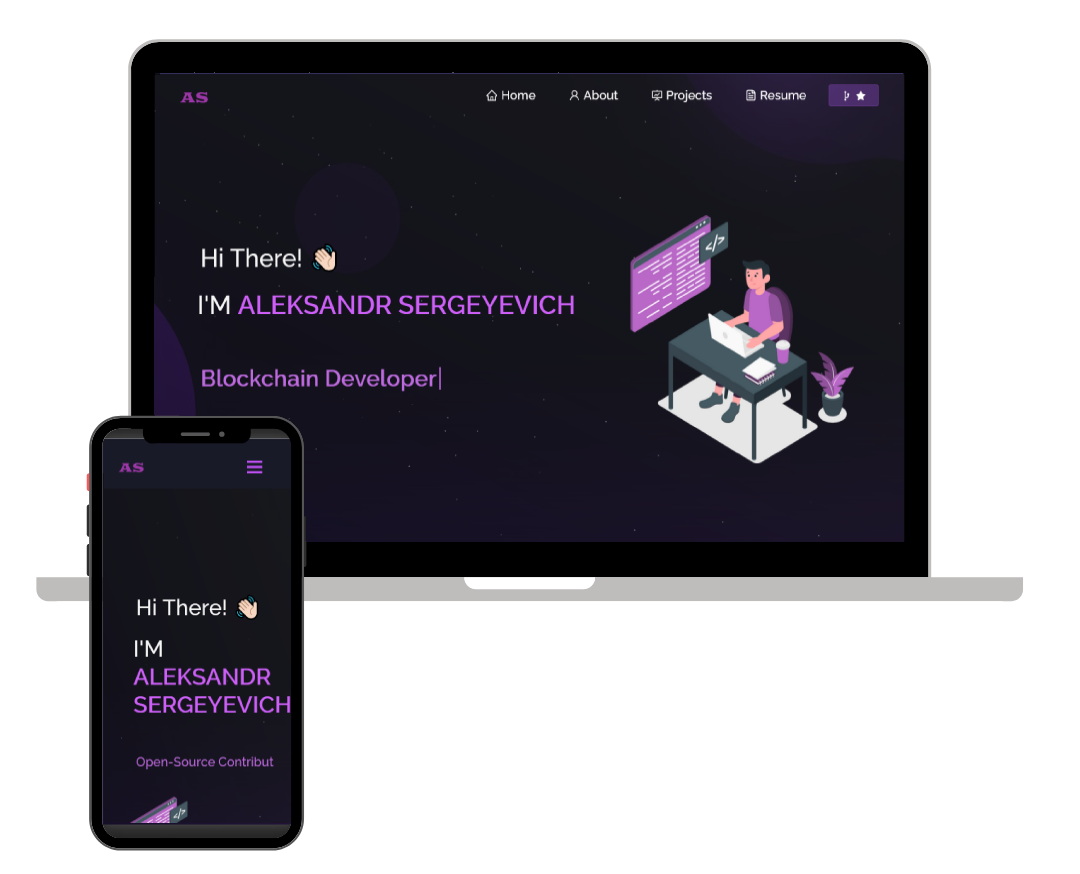 AS
Home
About
Projects
Resume
Hi There!
I'M ALEKSANDR SERGEYEVICH
Blockchain Developer
</>
AS
Hi There!
I'M
ALEKSANDR
SERGEYEVICH
Open-Source Contribut
</>